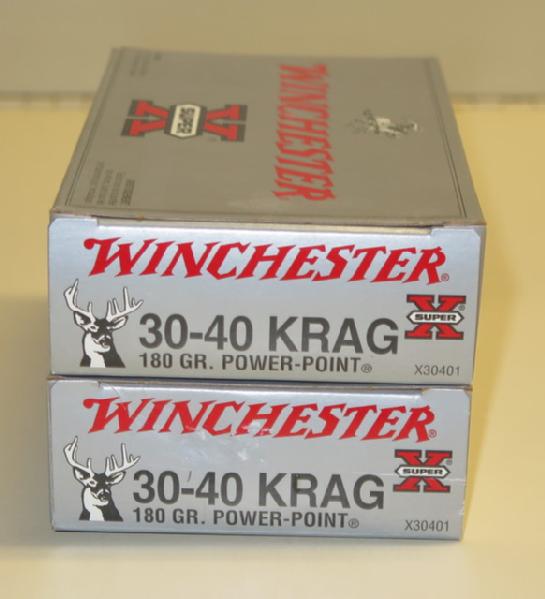 WINCHESTER
SUPER X
WINCHESTER®
30-40 KRAG
SUPER X®
180 GR. POWER-POINT®
X30401
WINCHESTER®
30-40 KRAG
SUPER X®
180 GR. POWER-POINT®
X30401